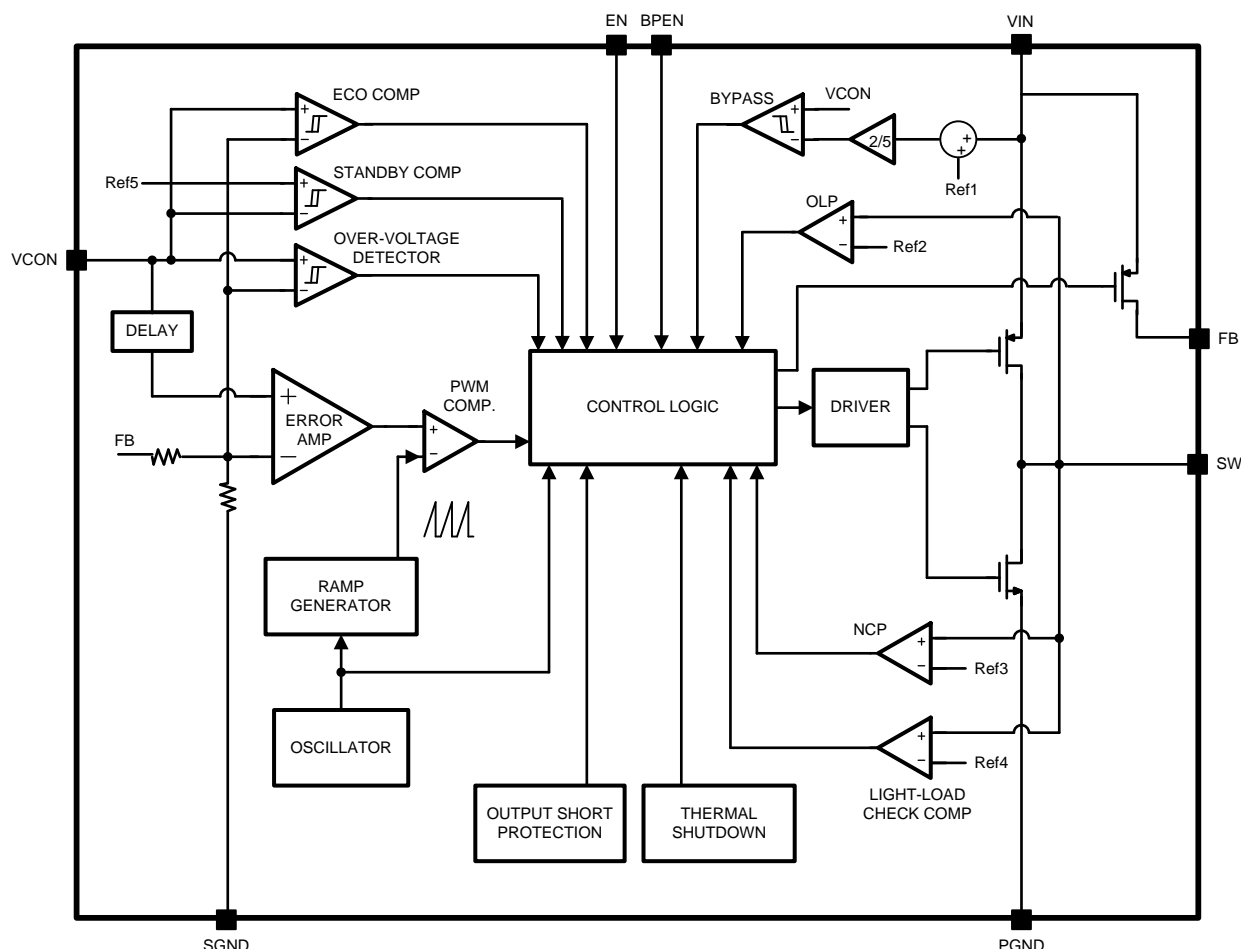 EN BPEN VIN
ECO COMP
+
−
BYPASS
VCON
+
−
2/5
+
+
Ref1
Ref5
STANDBY COMP
+
−
OLP
+
−
Ref2
VCON
OVER-VOLTAGE
DETECTOR
+
−
DELAY
FB
+
−
ERROR
AMP
PWM
COMP.
+
−
CONTROL LOGIC
DRIVER
FB
SW
RAMP
GENERATOR
NCP
+
−
Ref3
OSCILLATOR
+
−
Ref4
LIGHT-LOAD
CHECK COMP
OUTPUT SHORT
PROTECTION
THERMAL
SHUTDOWN
SGND PGND